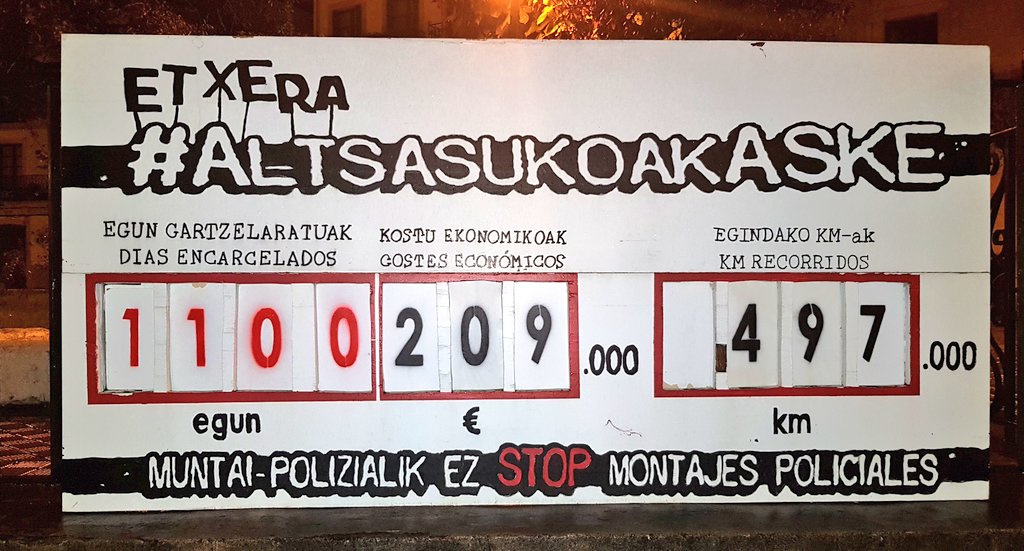 ETXERA
#ALTSASUKOAKASKE
EGUN GARTZELARATUAK
DIAS ENCARCELADOS
KOSTU EKONOMIKOAK
COSTES ECONÓMICOS
EGINDAKO KM-ak
KM RECORRIDOS
1100
209.000
497.000
egun
€
km
MUNTAI-POLIZIALIK EZ STOP MONTAJES POLICIALES